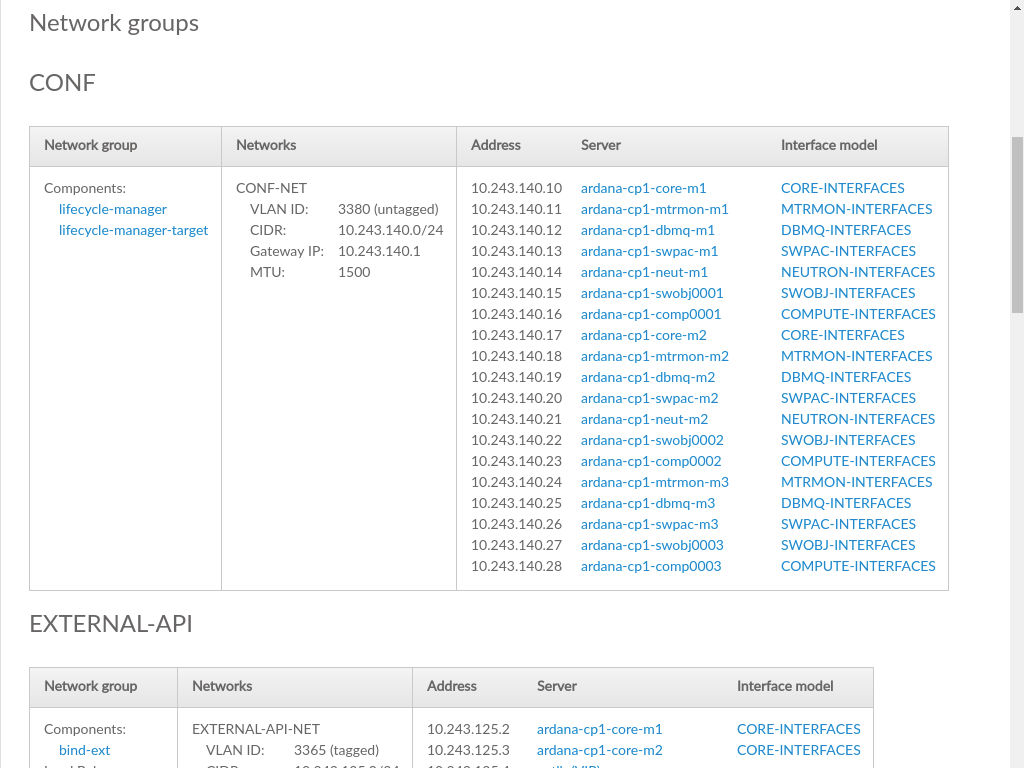 Network groups
CONF
Network group Networks Address Server Interface model
Components: CONF-NET 10.243.140.10 ardana-cp1-core-m1 CORE-INTERFACES
lifecycle-manager VLAN ID: 3380 (untagged) 10.243.140.11 ardana-cp1-mtrmon-m1 MTRMON-INTERFACES
lifecycle-manager-target CIDR: 10.243.140.0/24 10.243.140.12 ardana-cp1-dbmq-m1 DBMQ-INTERFACES
Gateway IP: 10.243.140.1 10.243.140.13 ardana-cp1-swpac-m1 SWPAC-INTERFACES
MTU: 1500 10.243.140.14 ardana-cp1-neut-m1 NEUTRON-INTERFACES
10.243.140.15 ardana-cp1-swobj0001 SWOBJ-INTERFACES
10.243.140.16 ardana-cp1-comp0001 COMPUTE-INTERFACES
10.243.140.17 ardana-cp1-core-m2 CORE-INTERFACES
10.243.140.18 ardana-cp1-mtrmon-m2 MTRMON-INTERFACES
10.243.140.19 ardana-cp1-dbmq-m2 DBMQ-INTERFACES
10.243.140.20 ardana-cp1-swpac-m2 SWPAC-INTERFACES
10.243.140.21 ardana-cp1-neut-m2 NEUTRON-INTERFACES
10.243.140.22 ardana-cp1-swobj0002 SWOBJ-INTERFACES
10.243.140.23 ardana-cp1-comp0002 COMPUTE-INTERFACES
10.243.140.24 ardana-cp1-mtrmon-m3 MTRMON-INTERFACES
10.243.140.25 ardana-cp1-dbmq-m3 DBMQ-INTERFACES
10.243.140.26 ardana-cp1-swpac-m3 SWPAC-INTERFACES
10.243.140.27 ardana-cp1-swobj0003 SWOBJ-INTERFACES
10.243.140.28 ardana-cp1-comp0003 COMPUTE-INTERFACES
EXTERNAL-API
Network group Networks Address Server Interface model
Components: EXTERNAL-API-NET 10.243.125.2 ardana-cp1-core-m1 CORE-INTERFACES
bind-ext VLAN ID: 3365 (tagged) 10.243.125.3 ardana-cp1-core-m2 CORE-INTERFACES